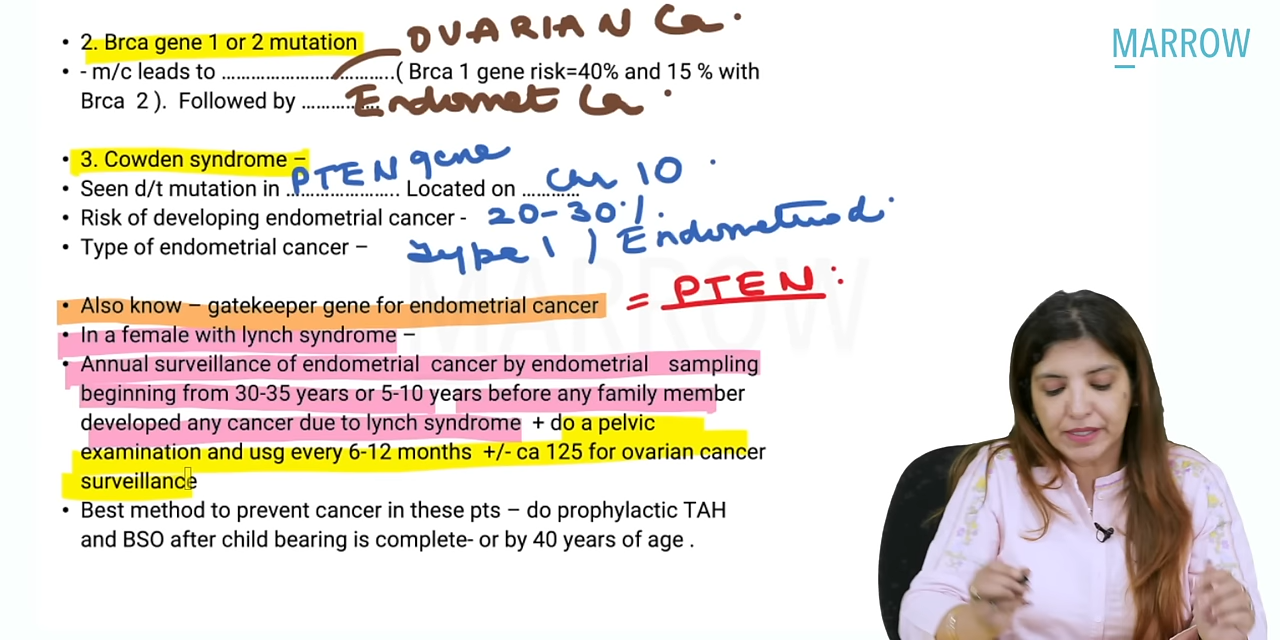 MARROW
OVARIAN Ca.
• 2. Brca gene 1 or 2 mutation
• - m/c leads to ……………………………..( Brca 1 gene risk=40% and 15 % with
Brca 2 ). Followed by …………… Endomet Ca.
• 3. Cowden syndrome –
• Seen d/t mutation in PTEN gene ………………….. Located on ………… Chr 10.
• Risk of developing endometrial cancer - 20-30%.
• Type of endometrial cancer – Type 1) Endometriod.
• Also know – gatekeeper gene for endometrial cancer = PTEN:
• In a female with lynch syndrome –
• Annual surveillance of endometrial cancer by endometrial sampling
beginning from 30-35 years or 5-10 years before any family member
developed any cancer due to lynch syndrome + do a pelvic
examination and usg every 6-12 months +/- ca 125 for ovarian cancer
surveillance
• Best method to prevent cancer in these pts – do prophylactic TAH
and BSO after child bearing is complete- or by 40 years of age .
MARROW